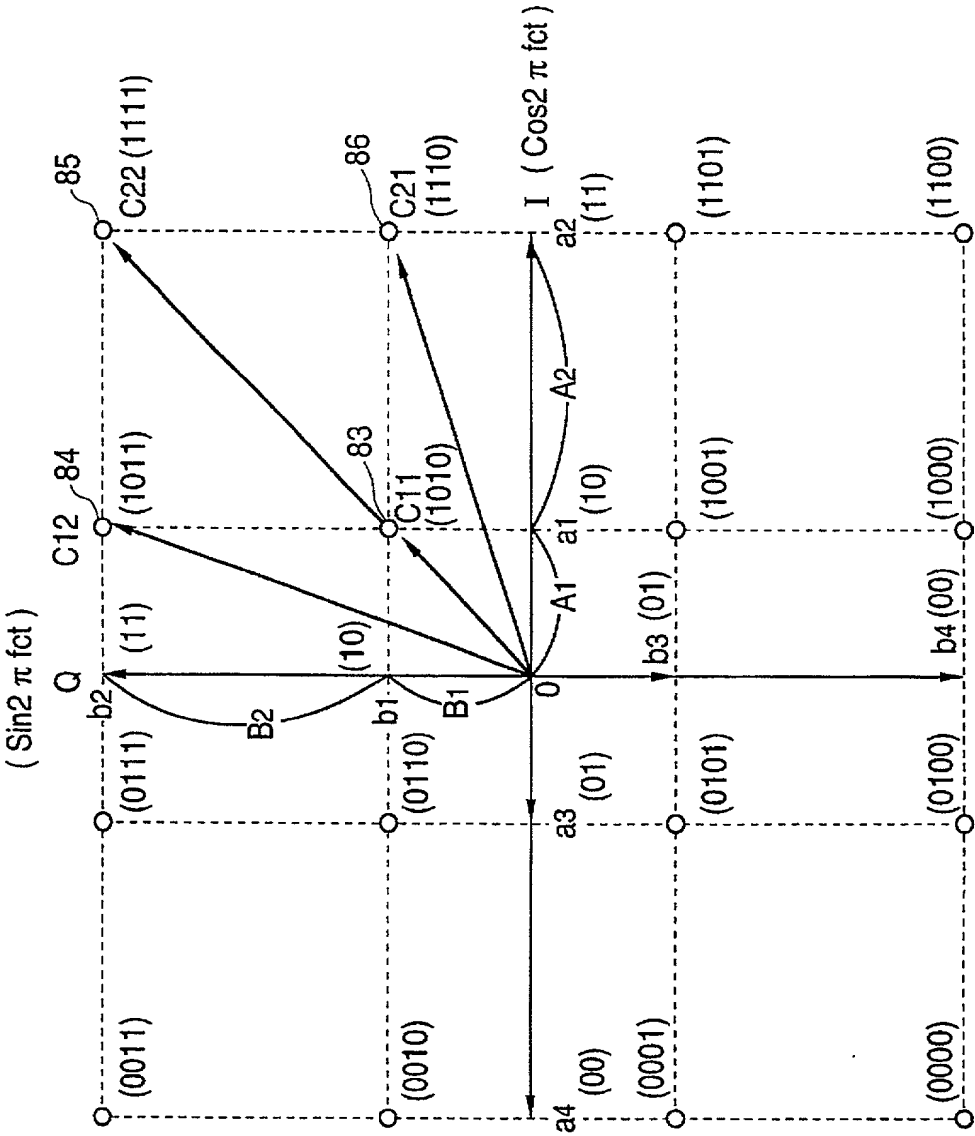 ( Sin2 π fct )
Q
C12
84
85
b2
(11)
(0011)
(0111)
(1011)
C22 (1111)
B2
83
86
b1
(10)
(0010)
(0110)
C11
(1010)
C21
(1110)
B1
0
A1
A2
I ( Cos2 π fct )
a4
(00)
a3
(01)
a1
(10)
a2
(11)
b3 (01)
(0001)
(0101)
(1001)
(1101)
b4 (00)
(0000)
(0100)
(1000)
(1100)